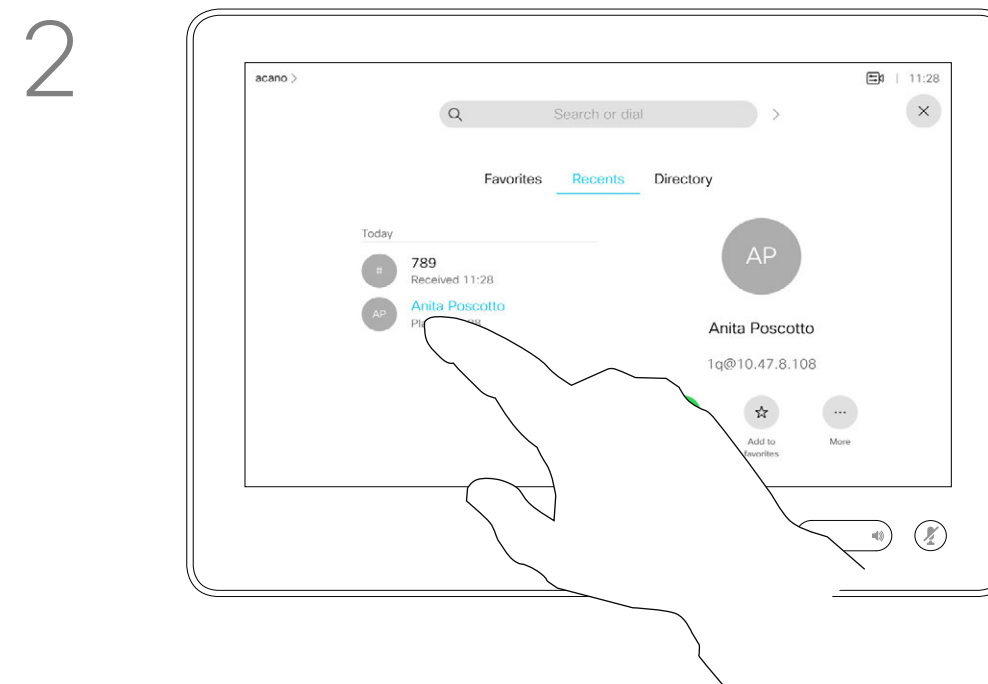 2
acano >
11:28
Search or dial
Favorites Recents Directory
Today
#
789
Received 11:28
AP
Anita Poscotto
AP
Anita Poscotto
1q@10.47.8.108
Add to
favorites
More